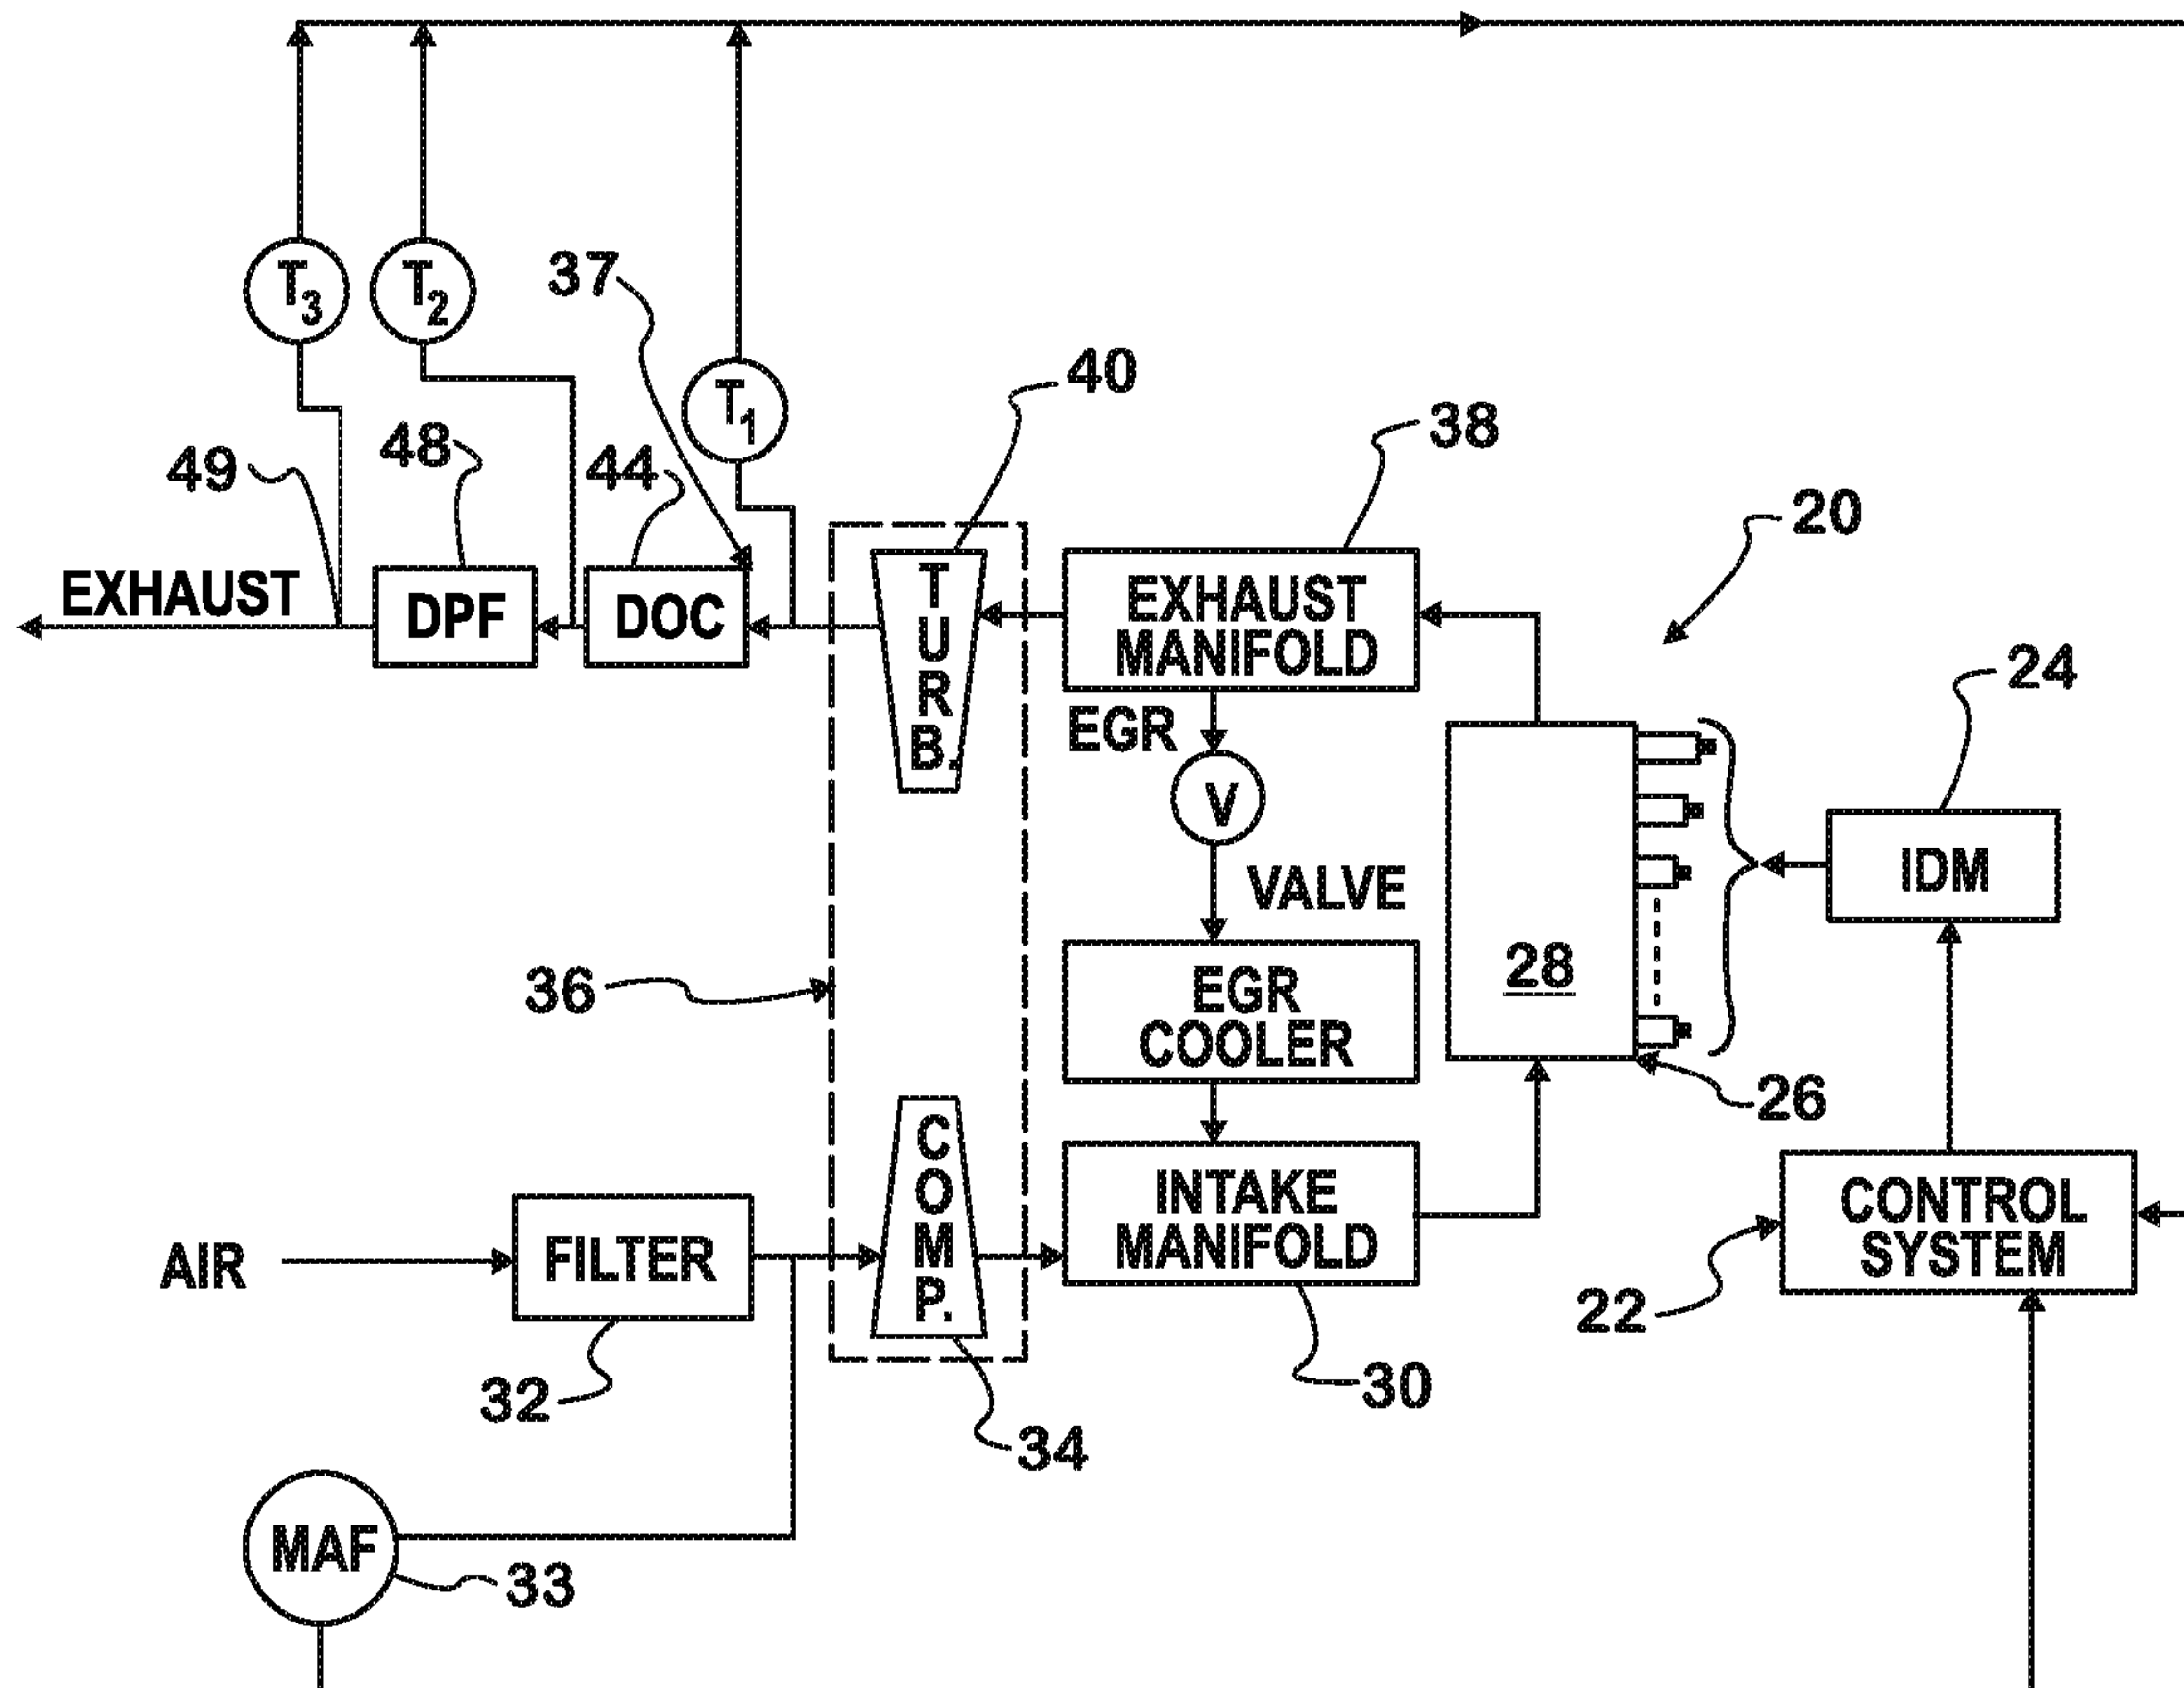 T3
T2
37
T1
40
38
49
48
44
20
EXHAUST
DPF
DOC
TURB.
EXHAUST
MANIFOLD
24
EGR
V
VALVE
IDM
36
EGR
COOLER
28
26
COMP.
AIR
FILTER
INTAKE
MANIFOLD
CONTROL
SYSTEM
22
32
30
34
MAF
33